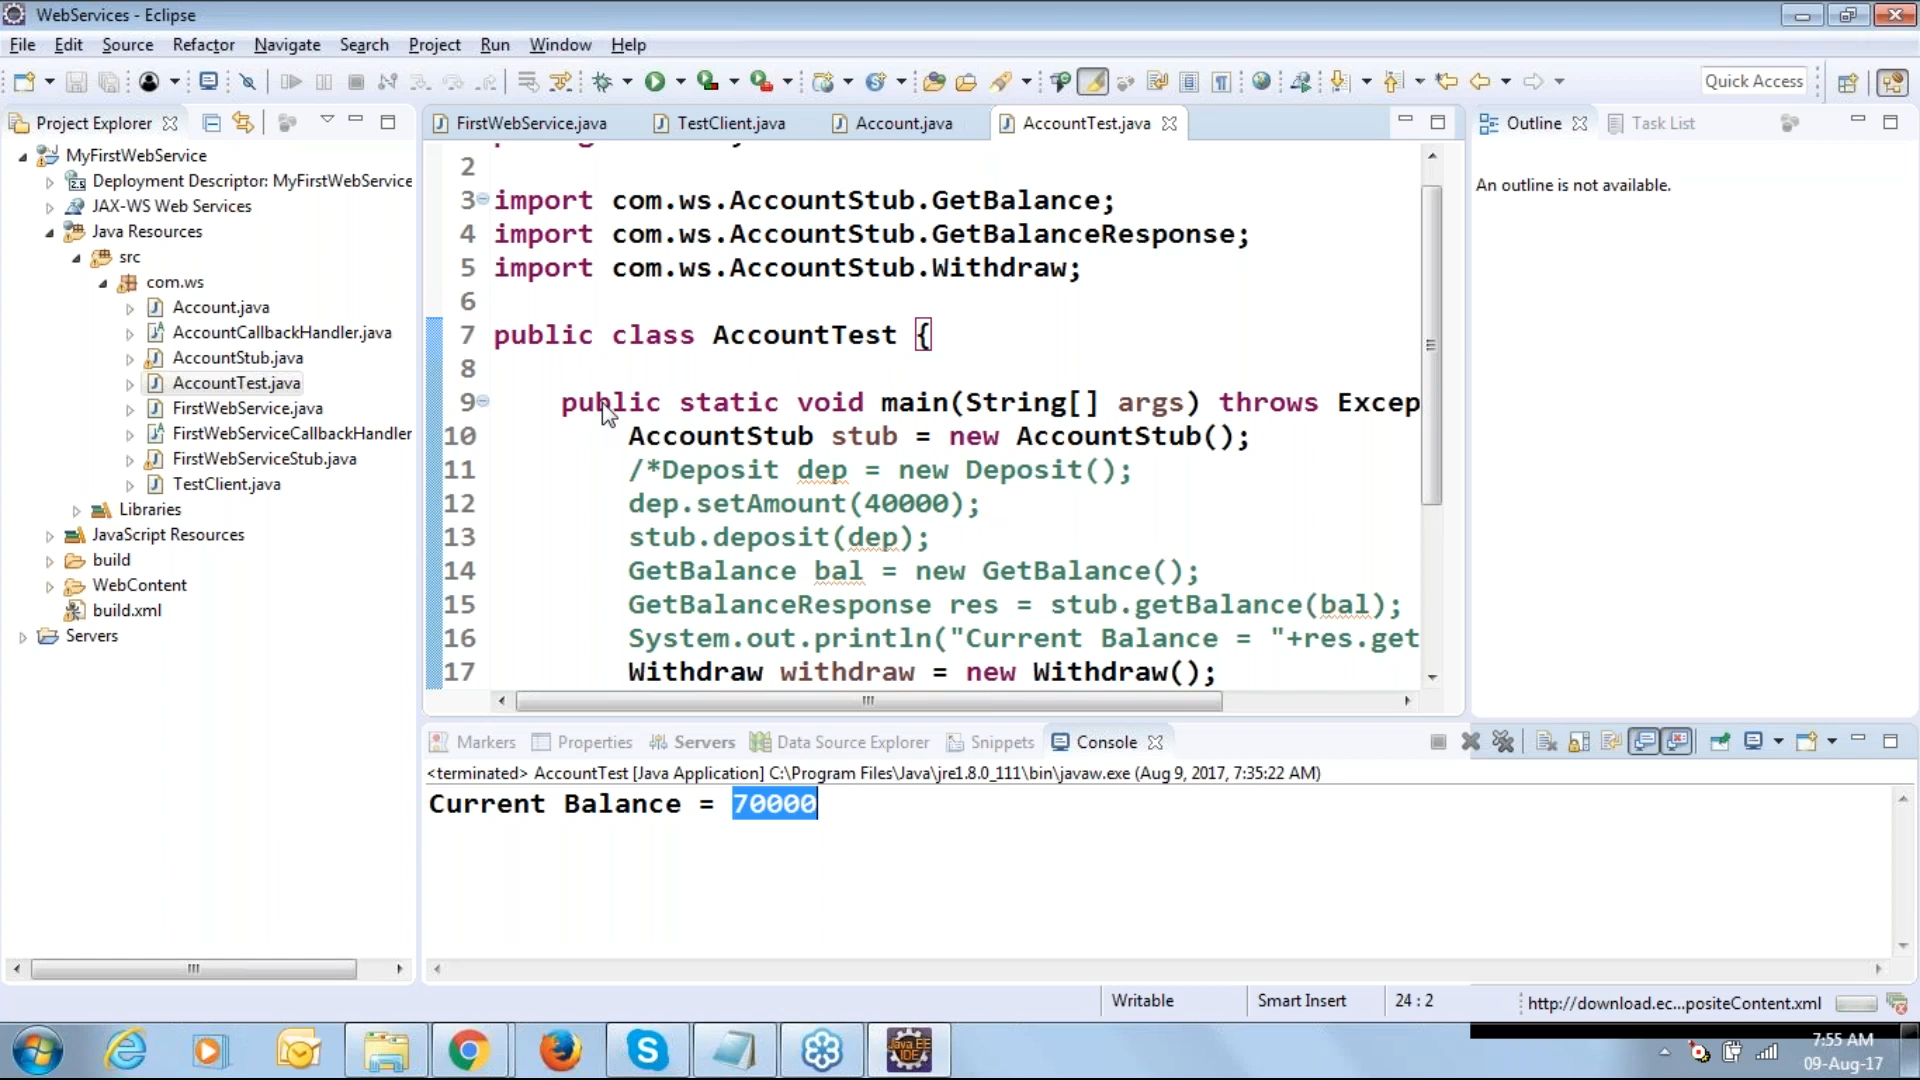 WebServices - Eclipse
File Edit Source Refactor Navigate Search Project Run Window Help
Quick Access
Project Explorer
MyFirstWebService
Deployment Descriptor: MyFirstWebService
JAX-WS Web Services
Java Resources
src
com.ws
Account.java
AccountCallbackHandler.java
AccountStub.java
AccountTest.java
FirstWebService.java
FirstWebServiceCallbackHandler
FirstWebServiceStub.java
TestClient.java
Libraries
JavaScript Resources
build
WebContent
build.xml
Servers
FirstWebService.java TestClient.java Account.java AccountTest.java
2
3 import com.ws.AccountStub.GetBalance;
4 import com.ws.AccountStub.GetBalanceResponse;
5 import com.ws.AccountStub.Withdraw;
6
7 public class AccountTest {
8
9 public static void main(String[] args) throws Excep
10 AccountStub stub = new AccountStub();
11 /*Deposit dep = new Deposit();
12 dep.setAmount(40000);
13 stub.deposit(dep);
14 GetBalance bal = new GetBalance();
15 GetBalanceResponse res = stub.getBalance(bal);
16 System.out.println("Current Balance = "+res.get
17 Withdraw withdraw = new Withdraw();
Outline Task List
An outline is not available.
Markers Properties Servers Data Source Explorer Snippets Console
<terminated> AccountTest [Java Application] C:\Program Files\Java\jre1.8.0_111\bin\javaw.exe (Aug 9, 2017, 7:35:22 AM)
Current Balance = 70000
Writable Smart Insert 24 : 2 http://download.ec...positeContent.xml
Java EE
IDE
7:55 AM
09-Aug-17